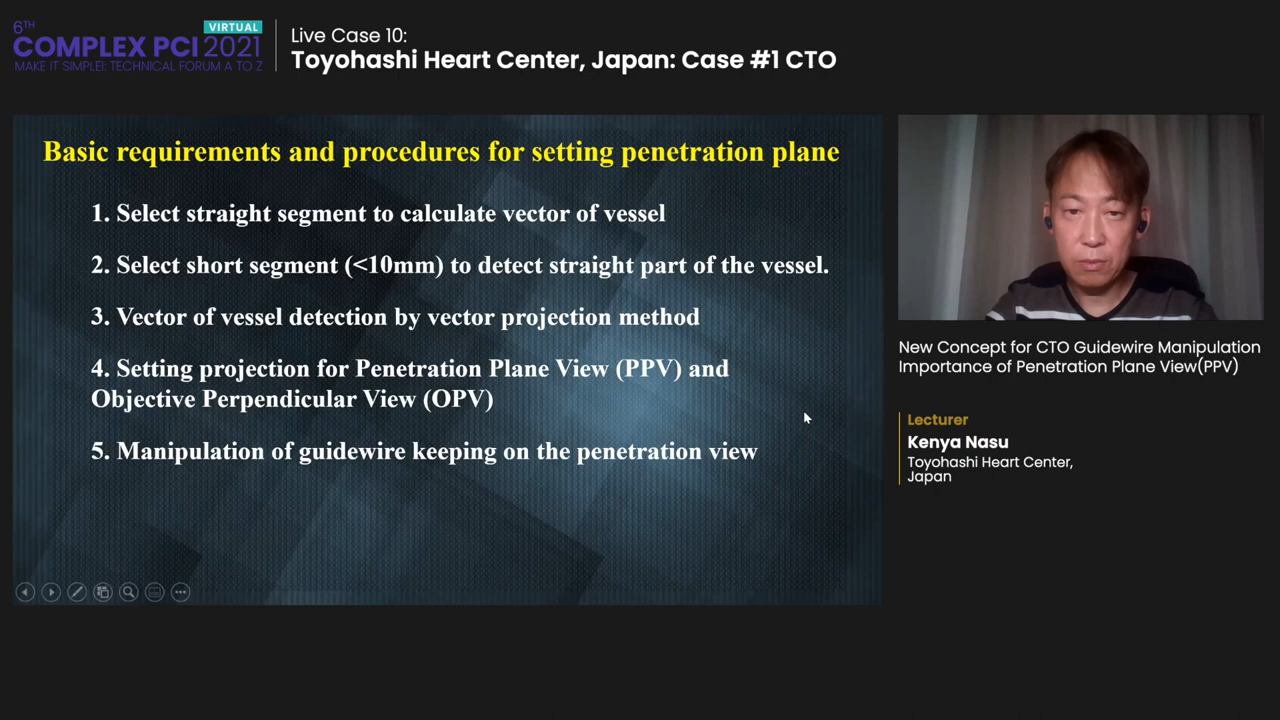 6TH
VIRTUAL
COMPLEX PCI 2021
MAKE IT SIMPLE!: TECHNICAL FORUM A TO Z
Live Case 10:
Toyohashi Heart Center, Japan: Case #1 CTO
Basic requirements and procedures for setting penetration plane
1. Select straight segment to calculate vector of vessel
2. Select short segment (<10mm) to detect straight part of the vessel.
3. Vector of vessel detection by vector projection method
4. Setting projection for Penetration Plane View (PPV) and
Objective Perpendicular View (OPV)
5. Manipulation of guidewire keeping on the penetration view
New Concept for CTO Guidewire Manipulation
Importance of Penetration Plane View(PPV)
Lecturer
Kenya Nasu
Toyohashi Heart Center,
Japan